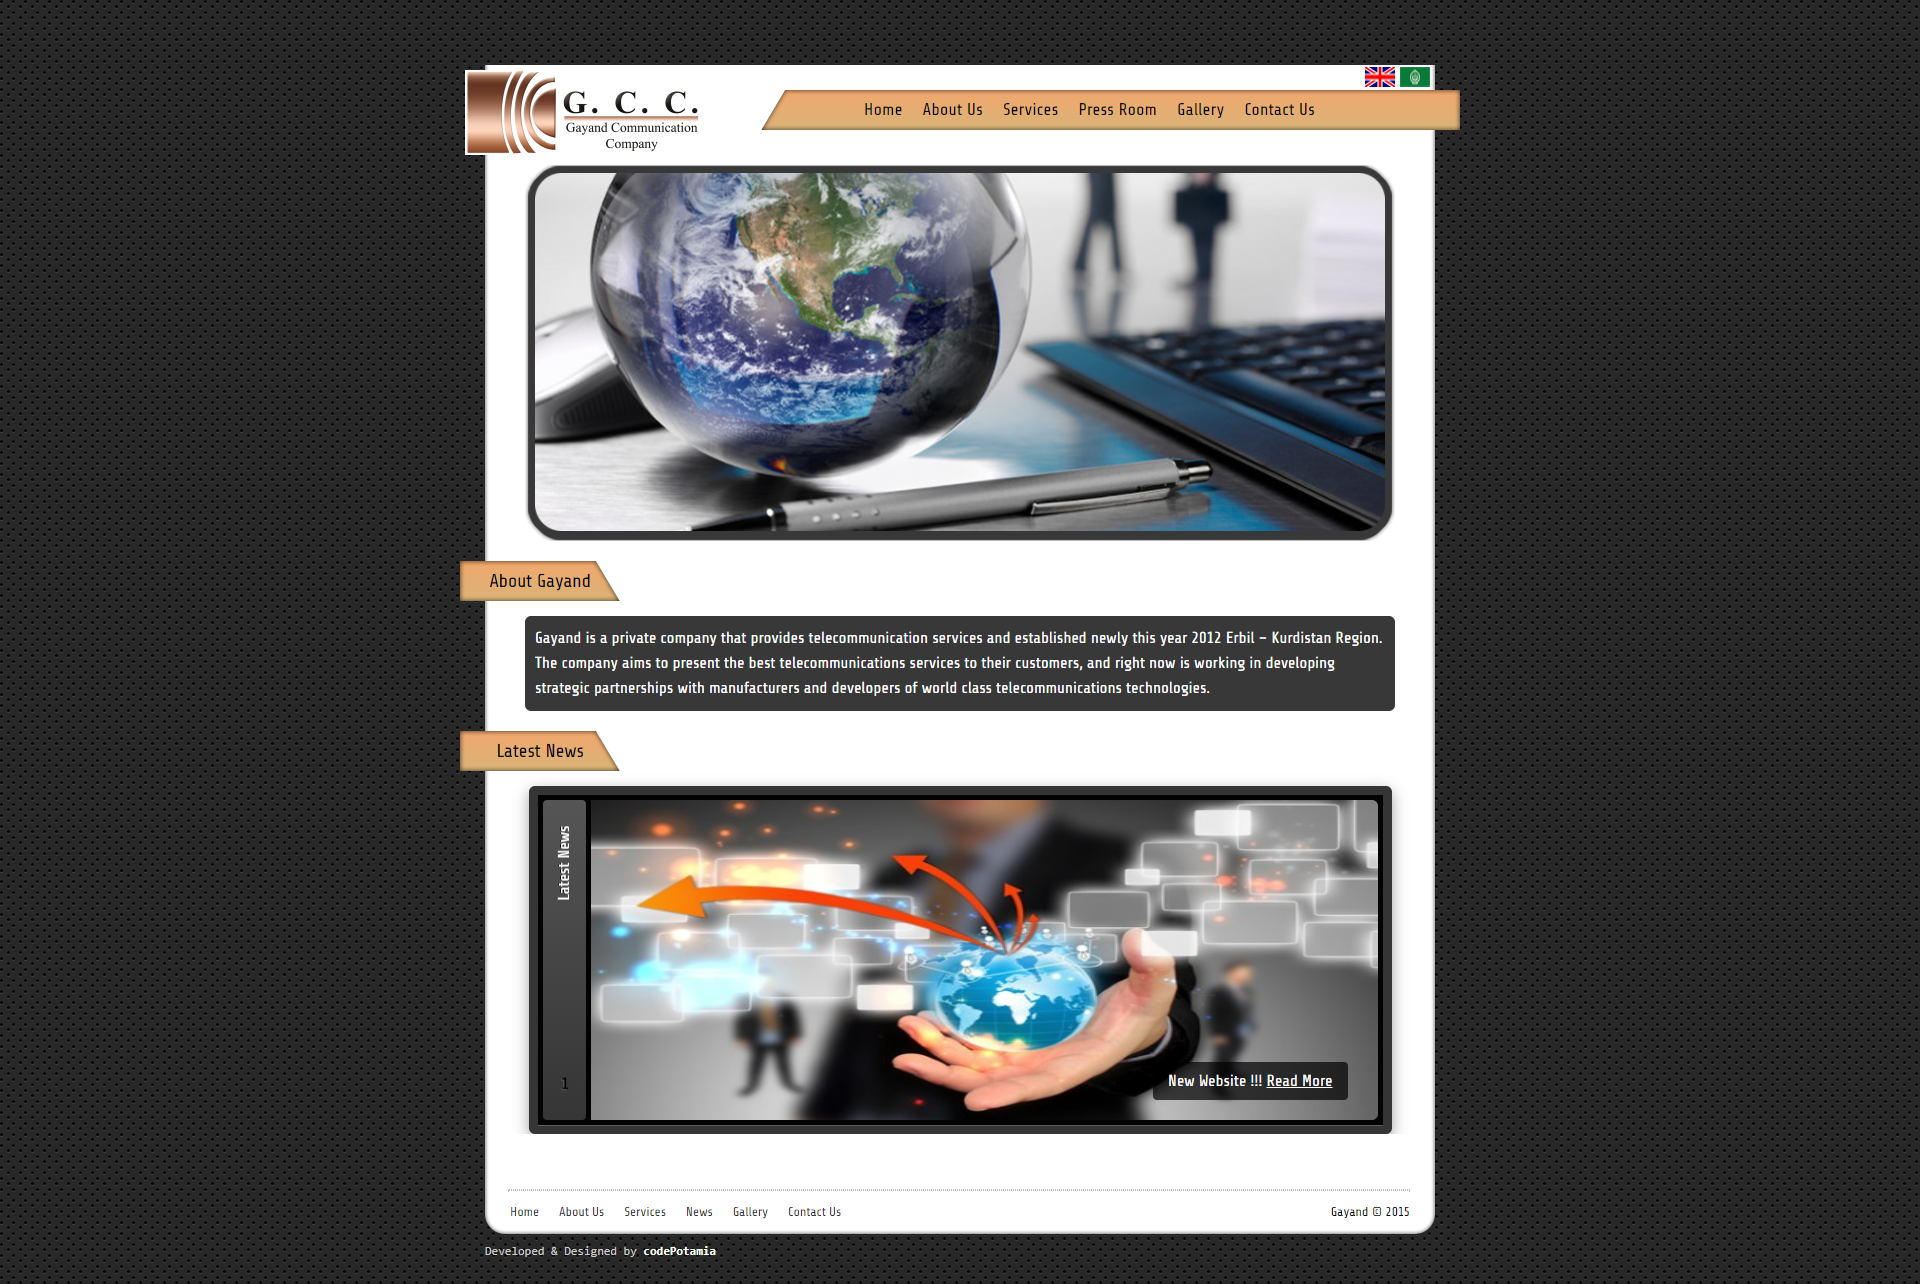 G. C. C.
Gayand Communication
Company
Home About Us Services Press Room Gallery Contact Us
About Gayand
Gayand is a private company that provides telecommunication services and established newly this year 2012 Erbil – Kurdistan Region.
The company aims to present the best telecommunications services to their customers, and right now is working in developing
strategic partnerships with manufacturers and developers of world class telecommunications technologies.
Latest News
Latest News
1
New Website !!! Read More
Home About Us Services News Gallery Contact Us
Gayand © 2015
Developed & Designed by codePotamia